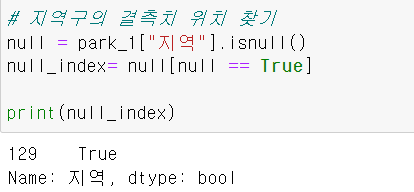 # 지역구의 결측치 위치 찾기
null = park_1["지역"].isnull()
null_index= null[null == True]
print(null_index)
129    True
Name: 지역, dtype: bool